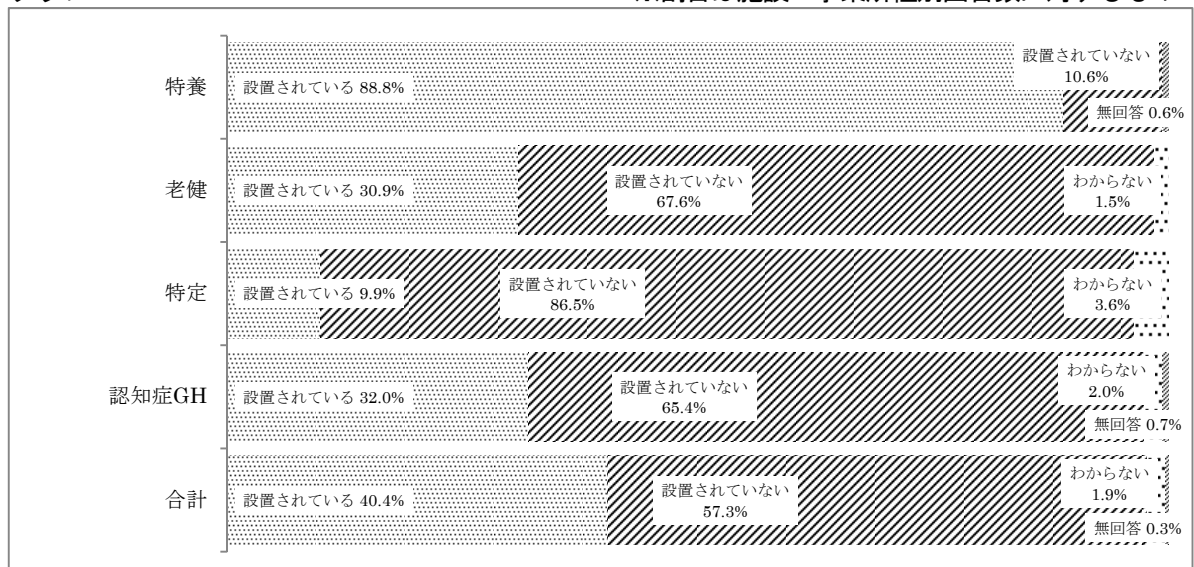 特養
設置されている 88.8%
設置されていない
10.6%
無回答 0.6%
老健
設置されている 30.9%
設置されていない
67.6%
わからない
1.5%
特定
設置されている 9.9%
設置されていない
86.5%
わからない
3.6%
認知症GH
設置されている 32.0%
設置されていない
65.4%
わからない
2.0%
無回答 0.7%
合計
設置されている 40.4%
設置されていない
57.3%
わからない
1.9%
無回答 0.3%